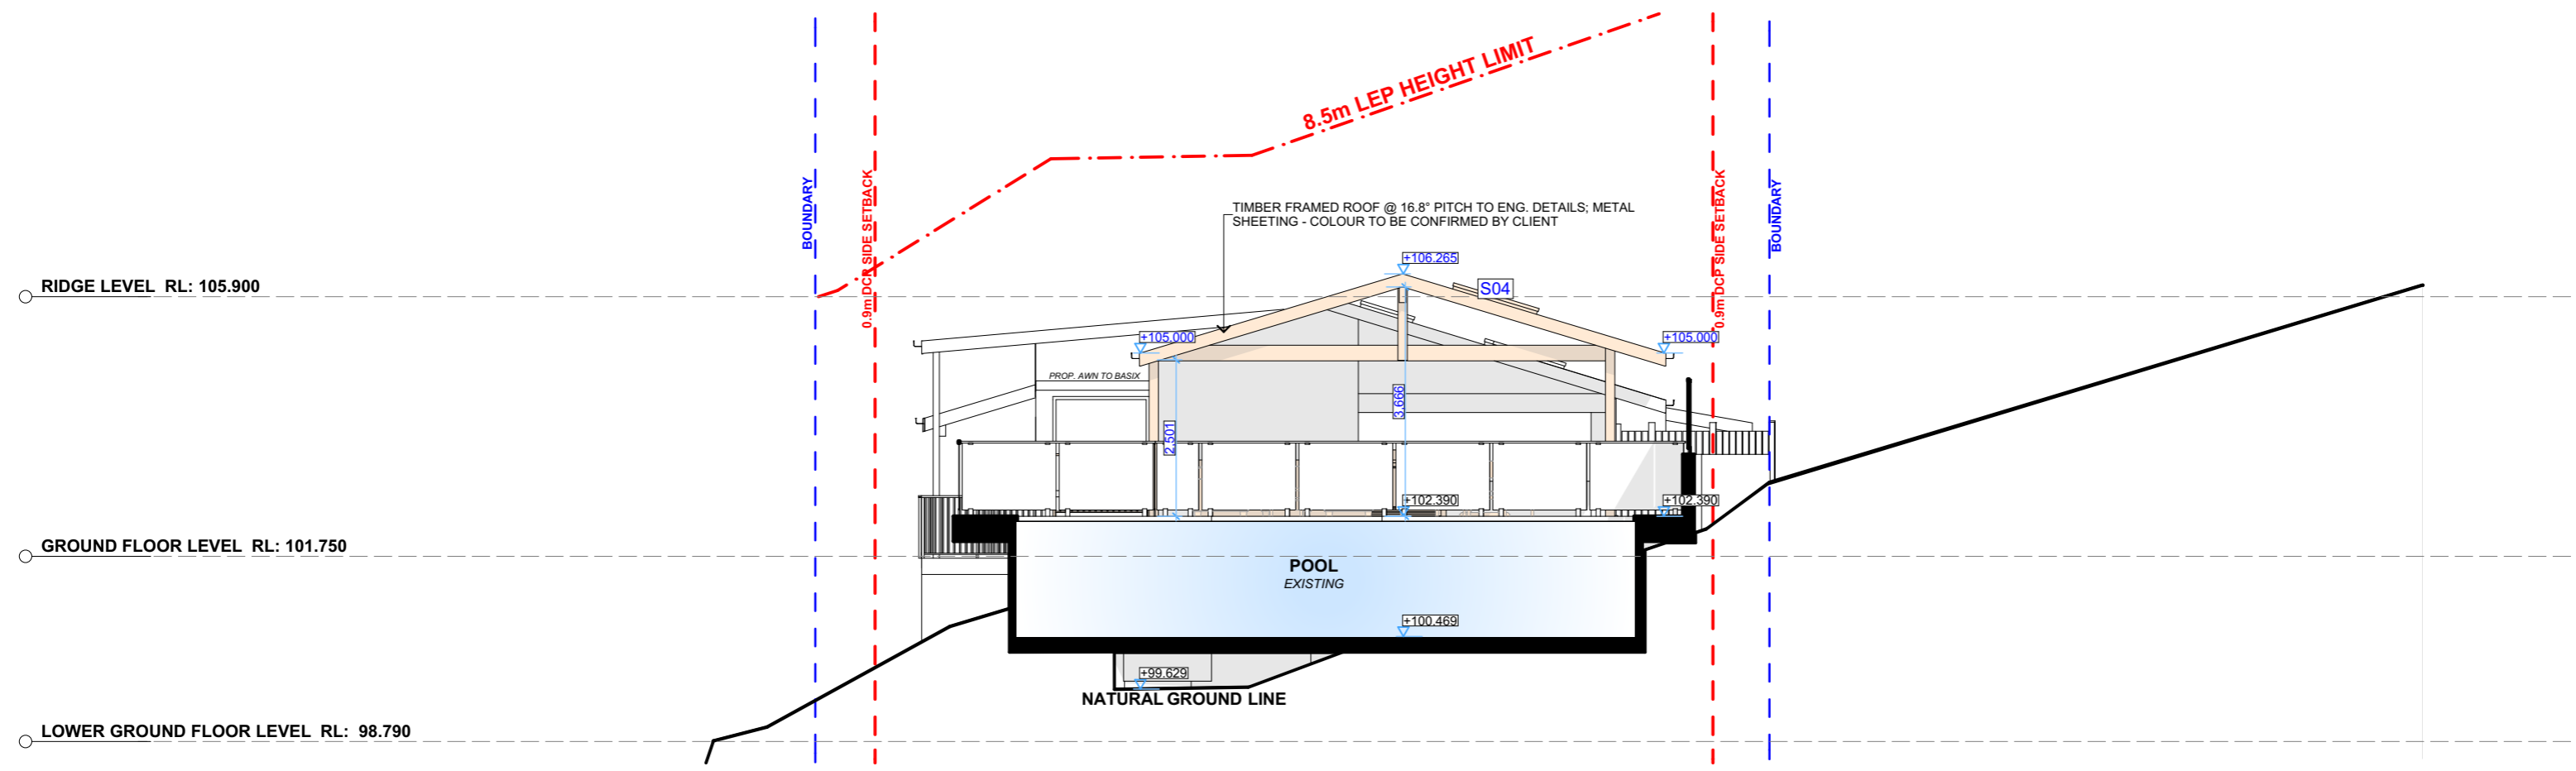 8.5m LEP HEIGHT LIMIT
BOUNDARY
0.9m DCP SIDE SETBACK
0.9m DCP SIDE SETBACK
BOUNDARY
TIMBER FRAMED ROOF @ 16.8° PITCH TO ENG. DETAILS; METAL
SHEETING - COLOUR TO BE CONFIRMED BY CLIENT
+106.265
RIDGE LEVEL RL: 105.900
S04
+105.000
+105.000
PROP. AWN TO BASIX
3.666
2.501
+102.390
+102.390
GROUND FLOOR LEVEL RL: 101.750
POOL
EXISTING
+100.469
+99.629
NATURAL GROUND LINE
LOWER GROUND FLOOR LEVEL RL: 98.790